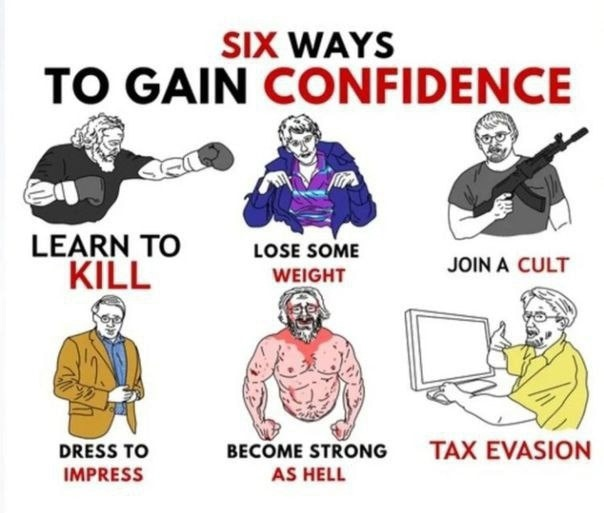 SIX WAYS
TO GAIN CONFIDENCE
LEARN TO
KILL
LOSE SOME
WEIGHT
JOIN A CULT
DRESS TO
IMPRESS
BECOME STRONG
AS HELL
TAX EVASION